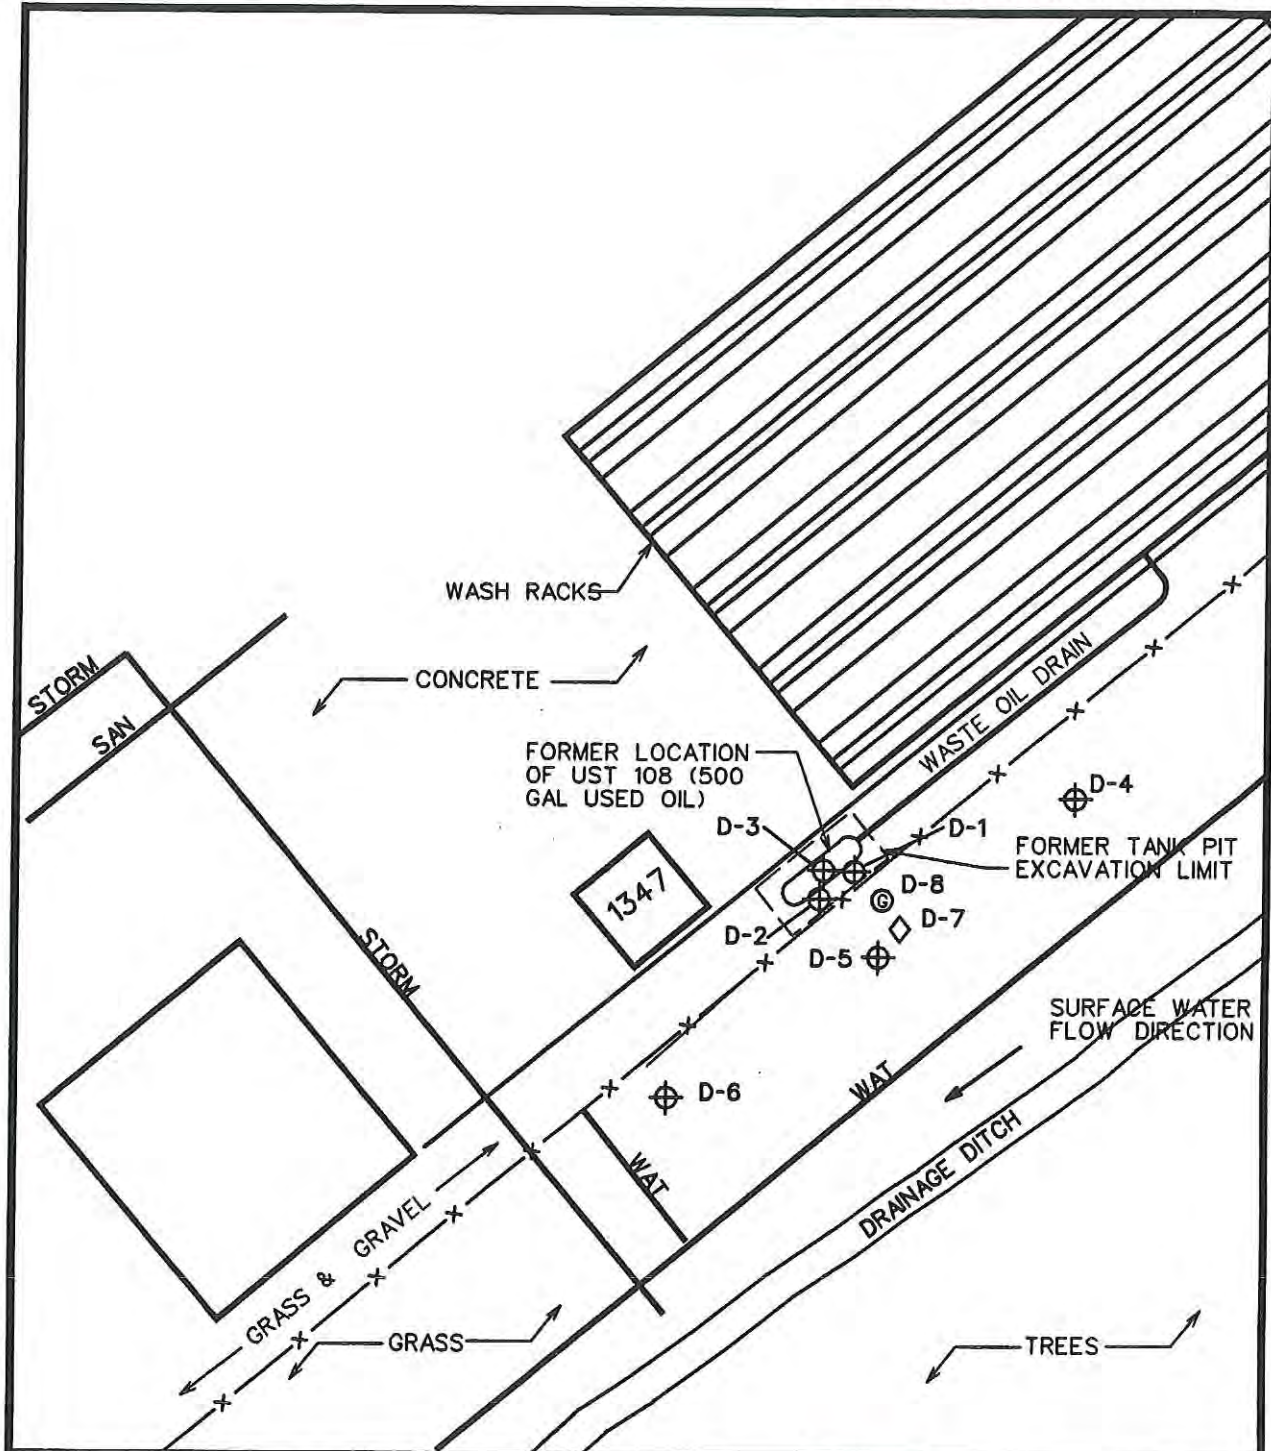 WASH RACKS
STORM
SAN
CONCRETE
WASTE OIL DRAIN
FORMER LOCATION
OF UST 108 (500
GAL USED OIL)
D-4
D-3
D-1
FORMER TANK PIT
EXCAVATION LIMIT
1347
G
D-8
D-7
D-2
D-5
STORM
SURFACE WATER
FLOW DIRECTION
D-6
WAT
WAT
DRAINAGE DITCH
GRASS & GRAVEL
GRASS
TREES